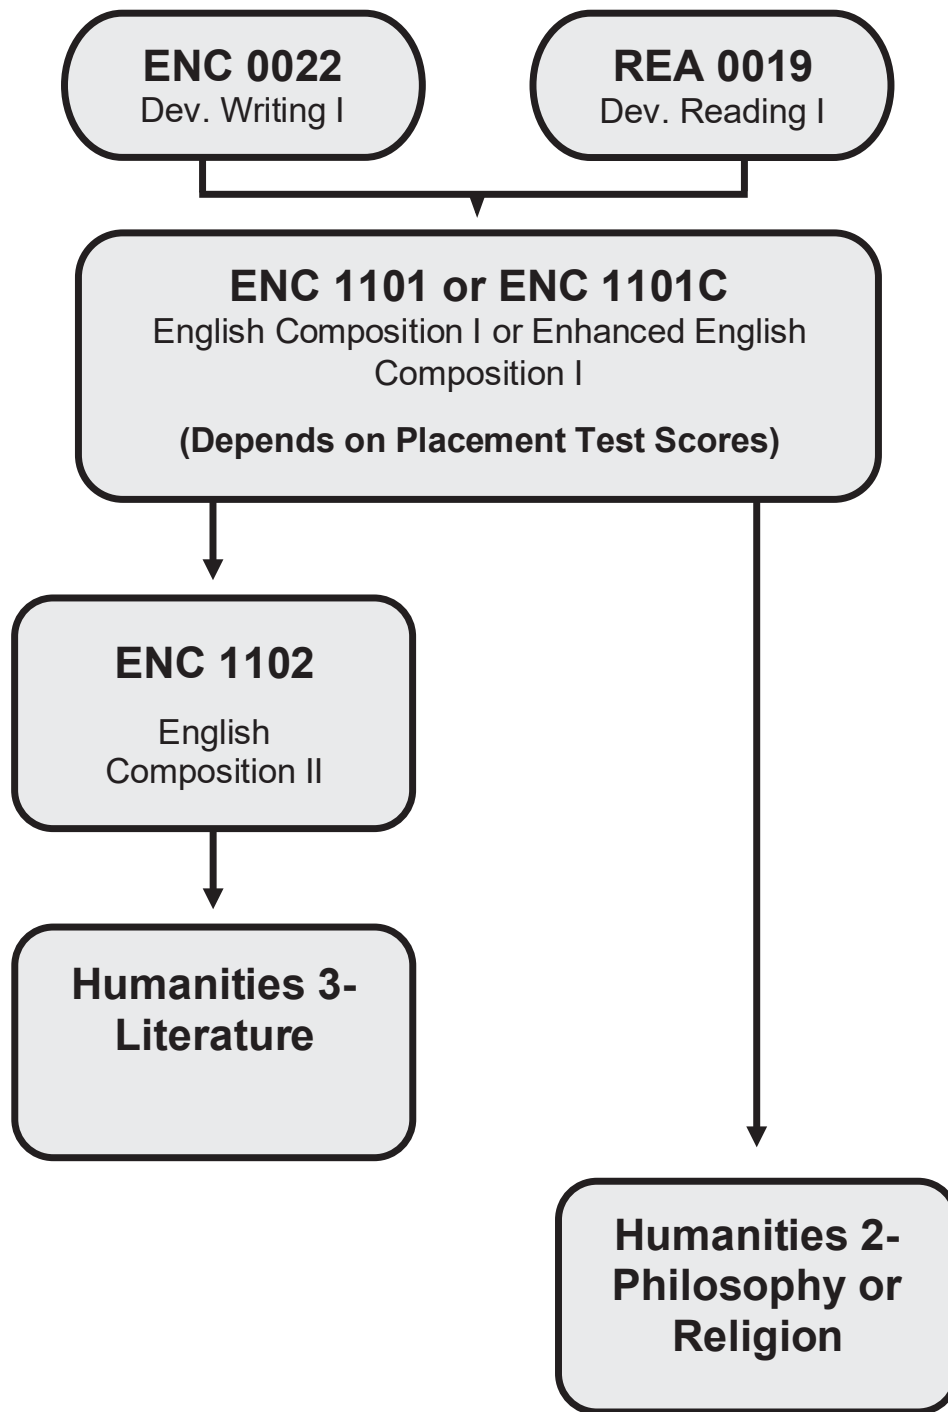 ENC 0022
Dev. Writing I
REA 0019
Dev. Reading I
ENC 1101 or ENC 1101C
English Composition I or Enhanced English
Composition I
(Depends on Placement Test Scores)
ENC 1102
English
Composition II
Humanities 3-
Literature
Humanities 2-
Philosophy or
Religion